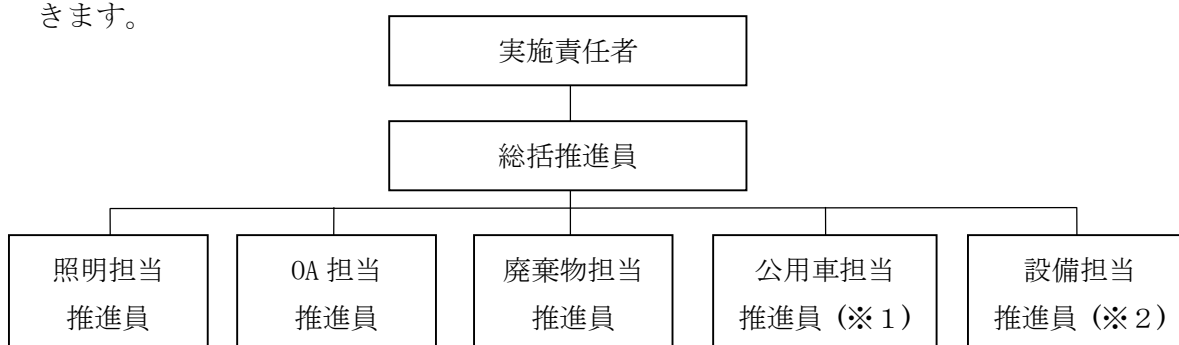 きます。
実施責任者
総括推進員
照明担当
推進員
OA 担当
推進員
廃棄物担当
推進員
公用車担当
推進員（※１）
設備担当
推進員（※２）